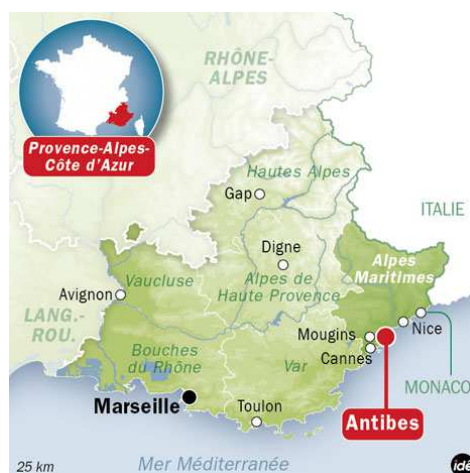 RHÔNE-
ALPES
Provence-Alpes-
Côte d'Azur
Hautes Alpes
Gap
ITALIE
Digne
Alpes
Maritimes
Vaucluse
Alpes de
Haute Provence
Avignon
LANG.-
ROU.
Mougins
Nice
Cannes
Bouches
du Rhône
Var
MONACO
Marseille
Toulon
Antibes
25 km
Mer Méditerranée
idé